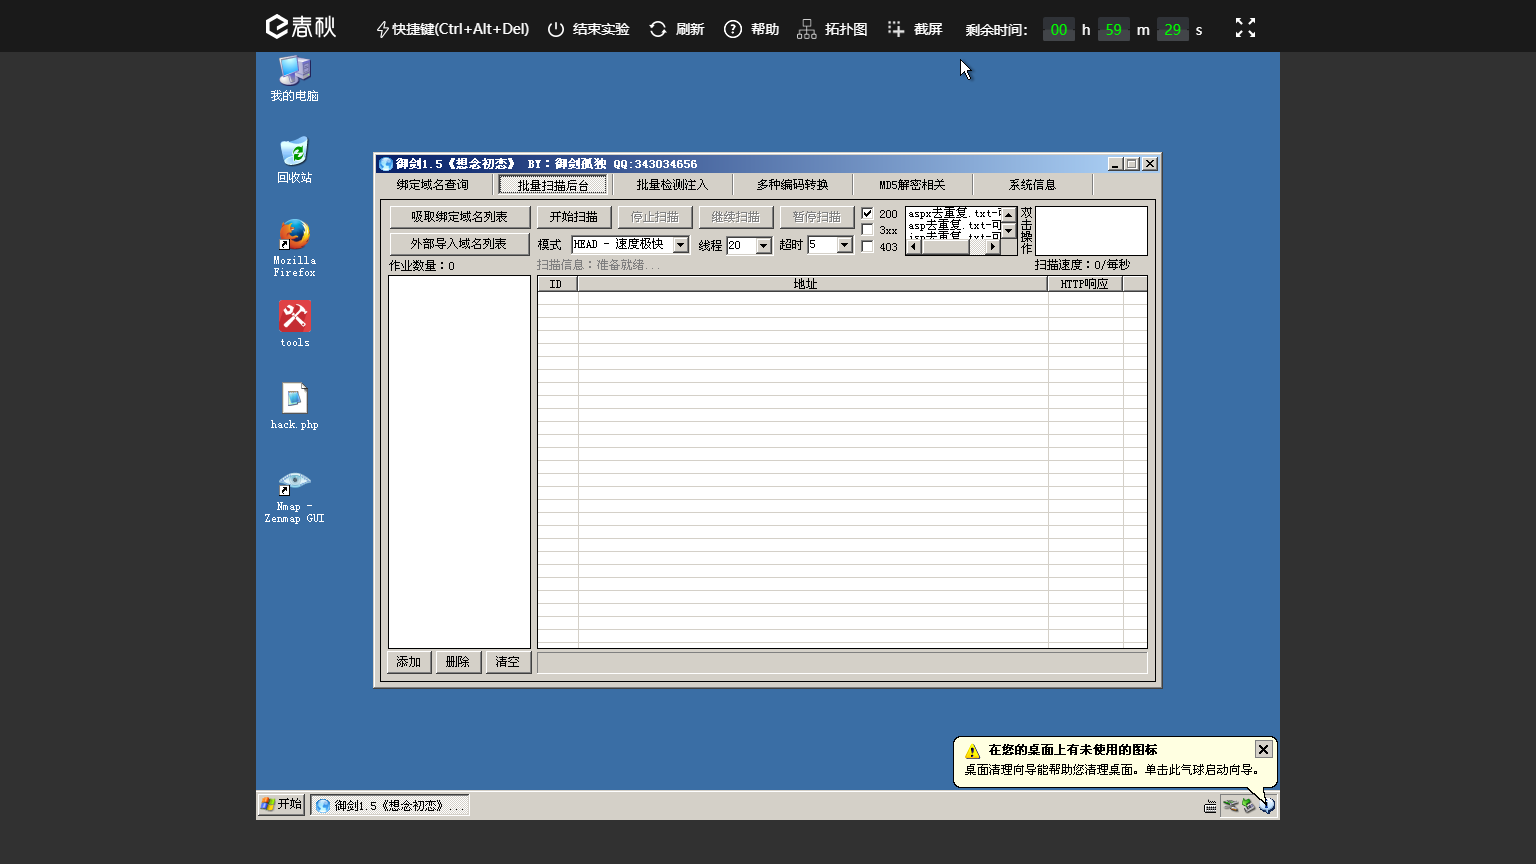 春秋 快捷键(Ctrl+Alt+Del) 结束实验 刷新 ? 帮助 拓扑图 截屏 剩余时间: 00 h 59 m 29 s
我的电脑
回收站
Mozilla
Firefox
tools
hack.php
Nmap -
Zenmap GUI
御剑1.5《想念初恋》 BY:御剑孤独 QQ:343034656
绑定域名查询 批量扫描后台 批量检测注入 多种编码转换 MD5解密相关 系统信息
吸取绑定域名列表 开始扫描 停止扫描 继续扫描 暂停扫描
外部导入域名列表 模式 HEAD - 速度极快 线程 20 超时 5
200
3xx
403
aspx去重复.txt-可
asp去重复.txt-可
jsp去重复.txt-可
双击操作
作业数量:0 扫描信息:准备就绪... 扫描速度:0/每秒
ID 地址 HTTP响应
添加 删除 清空
在您的桌面上有未使用的图标
桌面清理向导能帮助您清理桌面。单击此气球启动向导。
开始 御剑1.5《想念初恋》...